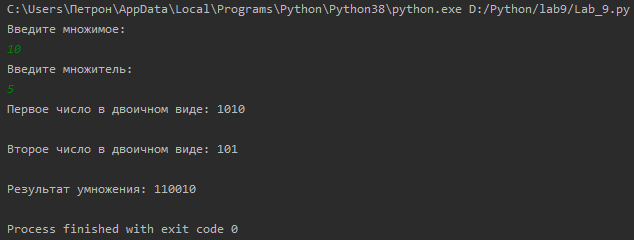 C:\Users\Петрон\AppData\Local\Programs\Python\Python38\python.exe D:/Python/lab9/Lab_9.py
Введите множимое:
10
Введите множитель:
5
Первое число в двоичном виде: 1010
Второе число в двоичном виде: 101
Результат умножения: 110010
Process finished with exit code 0